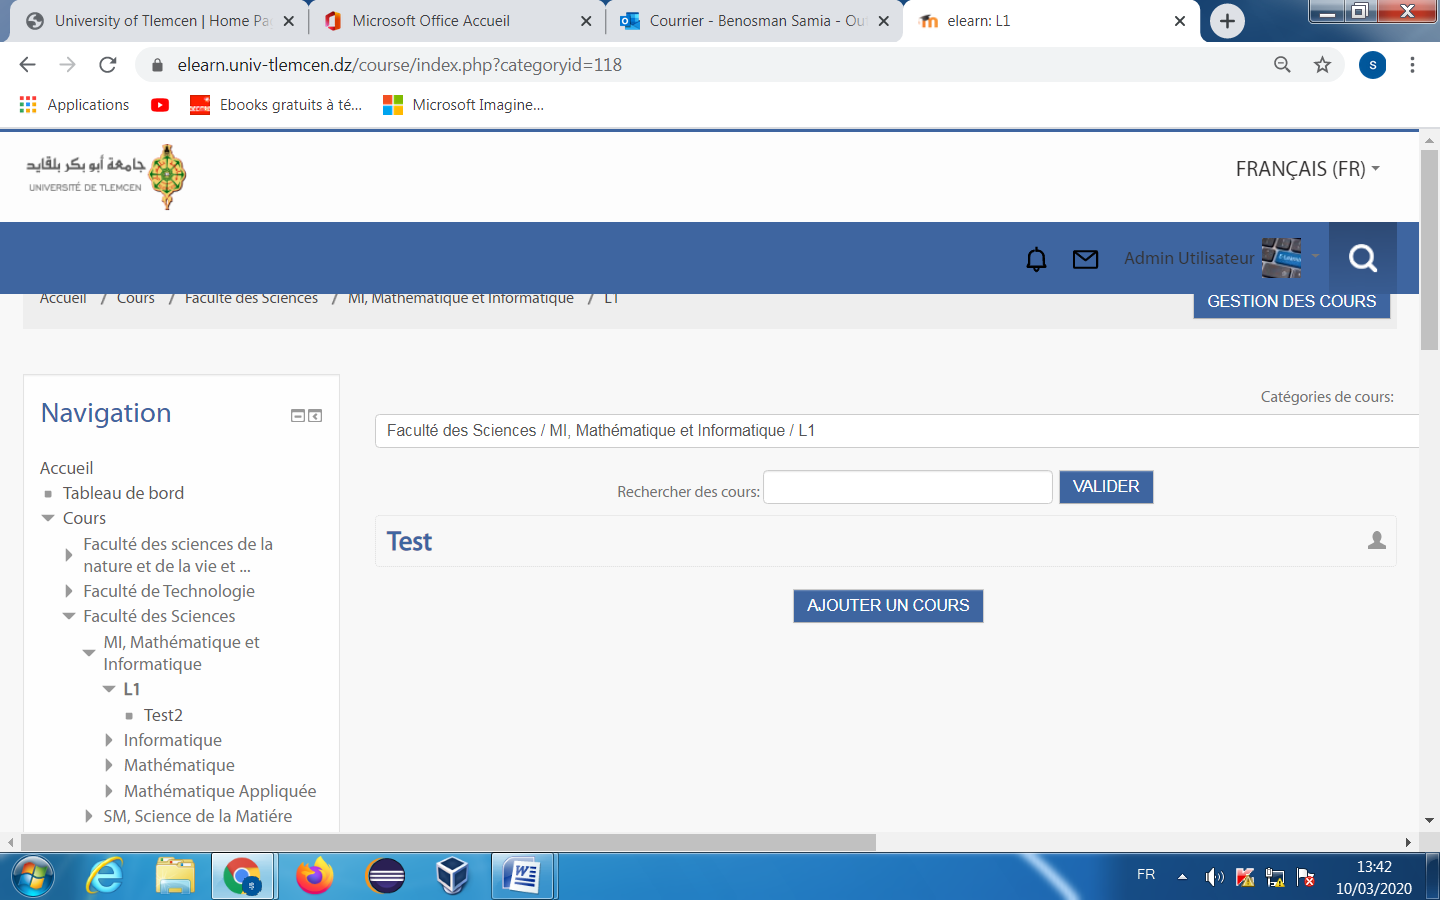 University of Tlemcen | Home Pa
Microsoft Office Accueil
Courrier - Benosman Samia - Ou
elearn: L1
elearn.univ-tlemcen.dz/course/index.php?categoryid=118
s
Applications
Ebooks gratuits à té...
Microsoft Imagine...
جامعة أبو بكر بلقايد
UNIVERSITÉ DE TLEMCEN
FRANÇAIS (FR)
Admin Utilisateur
Accueil / Cours / Faculté des Sciences / MI, Mathématique et Informatique / L1
GESTION DES COURS
Navigation
Accueil
Tableau de bord
Cours
Faculté des sciences de la
nature et de la vie et ...
Faculté de Technologie
Faculté des Sciences
MI, Mathématique et
Informatique
L1
Test2
Informatique
Mathématique
Mathématique Appliquée
SM, Science de la Matiére
Catégories de cours:
Faculté des Sciences / MI, Mathématique et Informatique / L1
Rechercher des cours:
VALIDER
Test
AJOUTER UN COURS
FR
13:42
10/03/2020